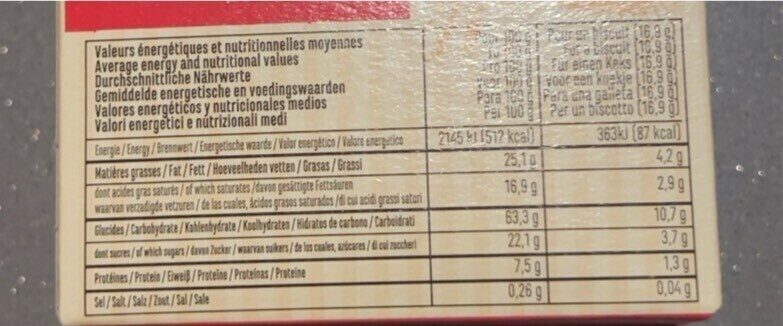 Valeurs énergétiques et nutritionnelles moyennes
Average energy and nutritional values
Durchschnittliche Nährwerte
Gemiddelde energetische en voedingswaarden
Valores energéticos y nutricionales medios
Valori energetici e nutrizionali medi
Pour un biscuit (16,9 g)
For a biscuit (16,9 g)
Für einen Keks (16,9 g)
Voor een koekje (16,9 g)
Para 100 g Para una galleta (16,9 g)
Per 100 g Per un biscotto (16,9 g)
Energie / Energy / Brennwert / Energetische waarde / Valor energético / Valore energetico 2145 kJ (512 kcal) 363kJ (87 kcal)
Matières grasses / Fat / Fett / Hoeveelheden vetten / Grasas / Grassi 25,1 g 4,2 g
dont acides gras saturés / of which saturates /davon gesättigte Fettsäuren 16,9 g 2,9 g
waarvan verzadigde vetzuren / de las cuales, ácidos grasos saturados /di cui acidi grassi saturi
Glucides / Carbohydrate / Kohlenhydrate / Koolhydraten / Hidratos de carbono / Carboidrati 63,3 g 10,7 g
dont sucres / of which sugars / davon Zucker / waarvan suikers / de los cuales, azúcares / di cui zuccheri 22,1 g 3,7 g
Protéines / Protein / Eiweiß / Proteïne / Proteínas / Proteine 7,5 g 1,3 g
Sel / Salt / Salz / Zout / Sal / Sale 0,26 g 0,04 g